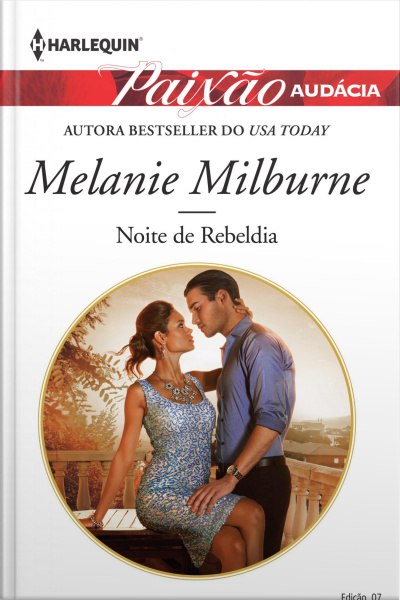 HARLEQUIN®
Paixão AUDÁCIA
AUTORA BESTSELLER DO USA TODAY
Melanie Milburne
Noite de Rebeldia
Edição 07